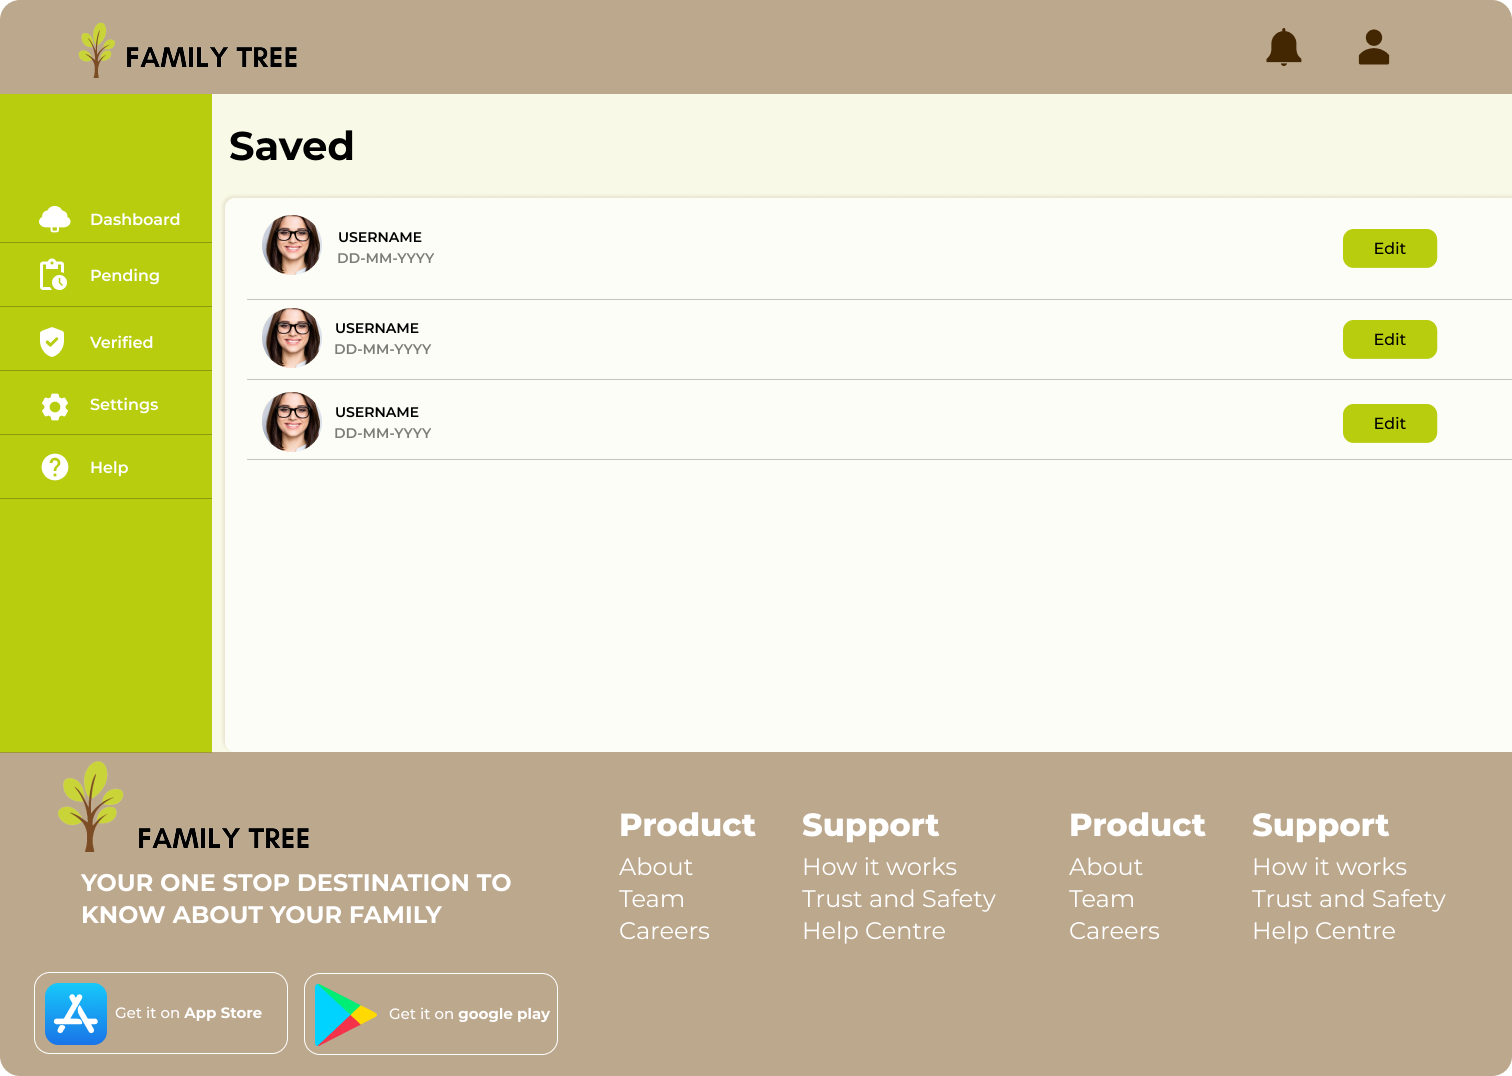 FAMILY TREE
Saved
Dashboard
Pending
Verified
Settings
Help
USERNAME
DD-MM-YYYY
Edit
USERNAME
DD-MM-YYYY
Edit
USERNAME
DD-MM-YYYY
Edit
FAMILY TREE
YOUR ONE STOP DESTINATION TO
KNOW ABOUT YOUR FAMILY
Get it on App Store
Get it on google play
Product
About
Team
Careers
Support
How it works
Trust and Safety
Help Centre
Product
About
Team
Careers
Support
How it works
Trust and Safety
Help Centre